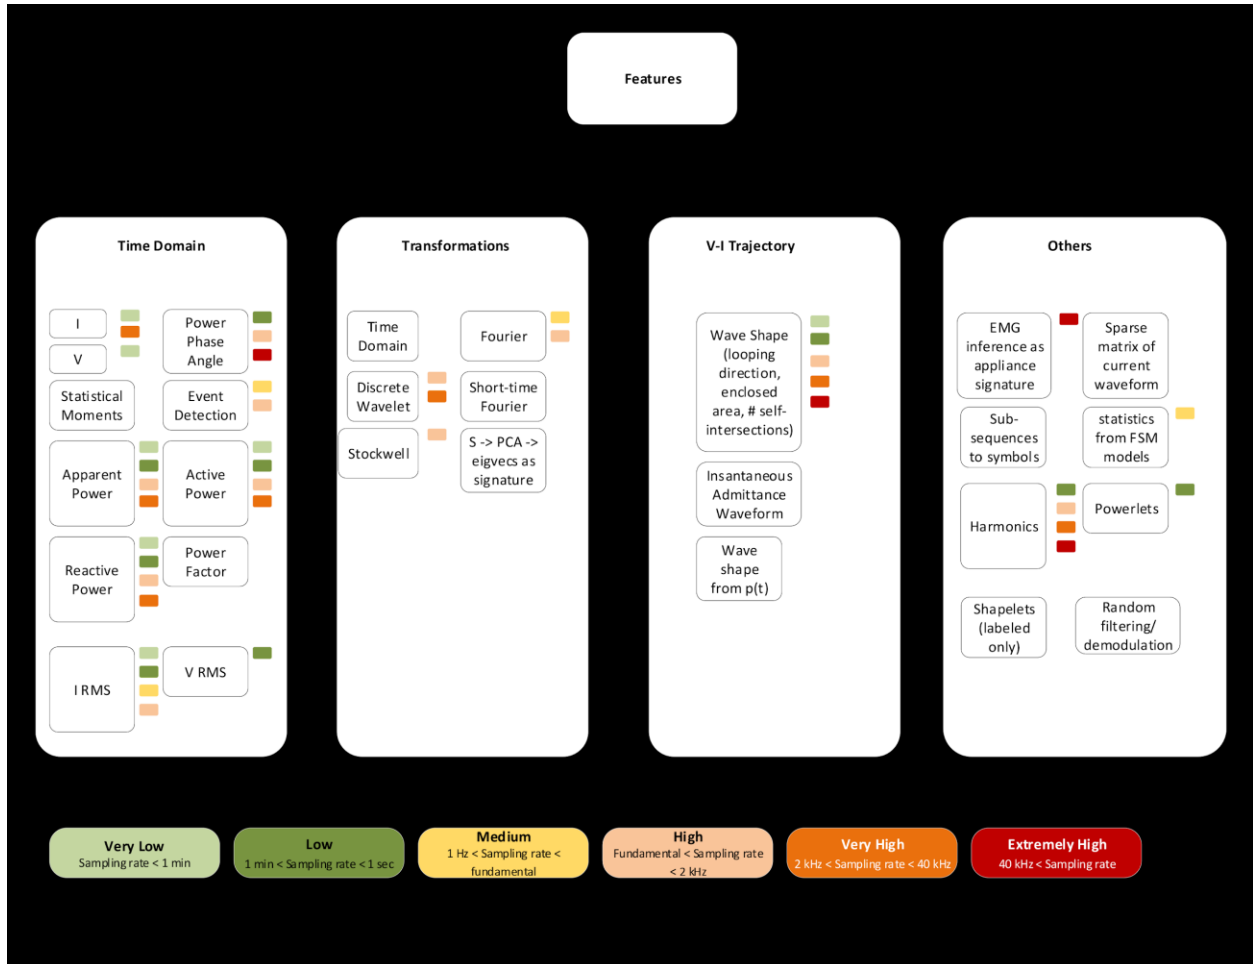 Features
Time Domain
I
V
Power
Phase
Angle
Statistical
Moments
Event
Detection
Apparent
Power
Active
Power
Reactive
Power
Power
Factor
I RMS
V RMS
Transformations
Time
Domain
Fourier
Discrete
Wavelet
Short-time
Fourier
Stockwell
S -> PCA ->
eigvecs as
signature
V-I Trajectory
Wave Shape
(looping
direction,
enclosed
area, # self-
intersections)
Insantaneous
Admittance
Waveform
Wave
shape
from p(t)
Others
EMG
inference as
appliance
signature
Sparse
matrix of
current
waveform
Sub-
sequences
to symbols
statistics
from FSM
models
Harmonics
Powerlets
Shapelets
(labeled
only)
Random
filtering/
demodulation
Very Low
Sampling rate < 1 min
Low
1 min < Sampling rate < 1 sec
Medium
1 Hz < Sampling rate <
fundamental
High
Fundamental < Sampling rate
< 2 kHz
Very High
2 kHz < Sampling rate < 40 kHz
Extremely High
40 kHz < Sampling rate